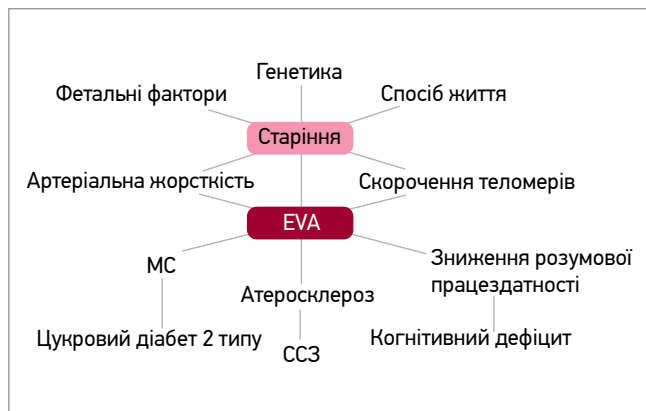 Генетика
Фетальні фактори
Спосіб життя
Старіння
Артеріальна жорсткість
Скорочення теломерів
EVA
МС
Зниження розумової
працездатності
Атеросклероз
Цукровий діабет 2 типу
ССЗ
Когнітивний дефіцит